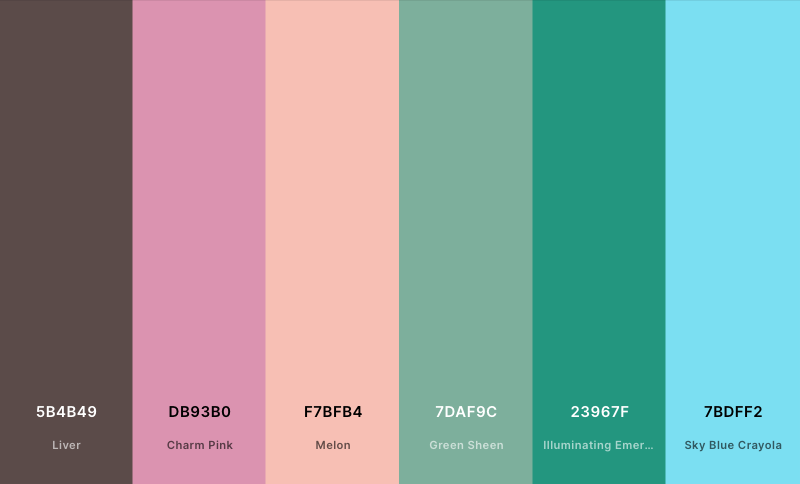 5B4B49
Liver
DB93B0
Charm Pink
F7BFB4
Melon
7DAF9C
Green Sheen
23967F
Illuminating Emer...
7BDFF2
Sky Blue Crayola